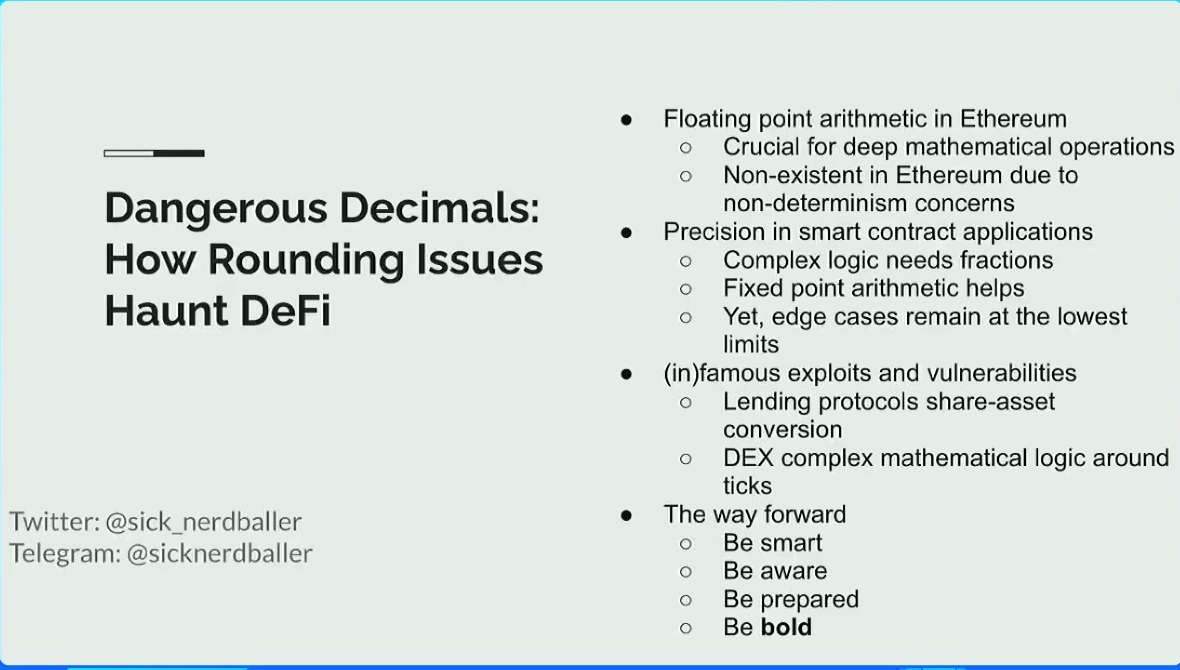 Dangerous Decimals:
How Rounding Issues
Haunt DeFi
Twitter: @sick_nerdballer
Telegram: @sicknerdballer
● Floating point arithmetic in Ethereum
○ Crucial for deep mathematical operations
○ Non-existent in Ethereum due to
non-determinism concerns
● Precision in smart contract applications
○ Complex logic needs fractions
○ Fixed point arithmetic helps
○ Yet, edge cases remain at the lowest
limits
● (in)famous exploits and vulnerabilities
○ Lending protocols share-asset
conversion
○ DEX complex mathematical logic around
ticks
● The way forward
○ Be smart
○ Be aware
○ Be prepared
○ Be bold